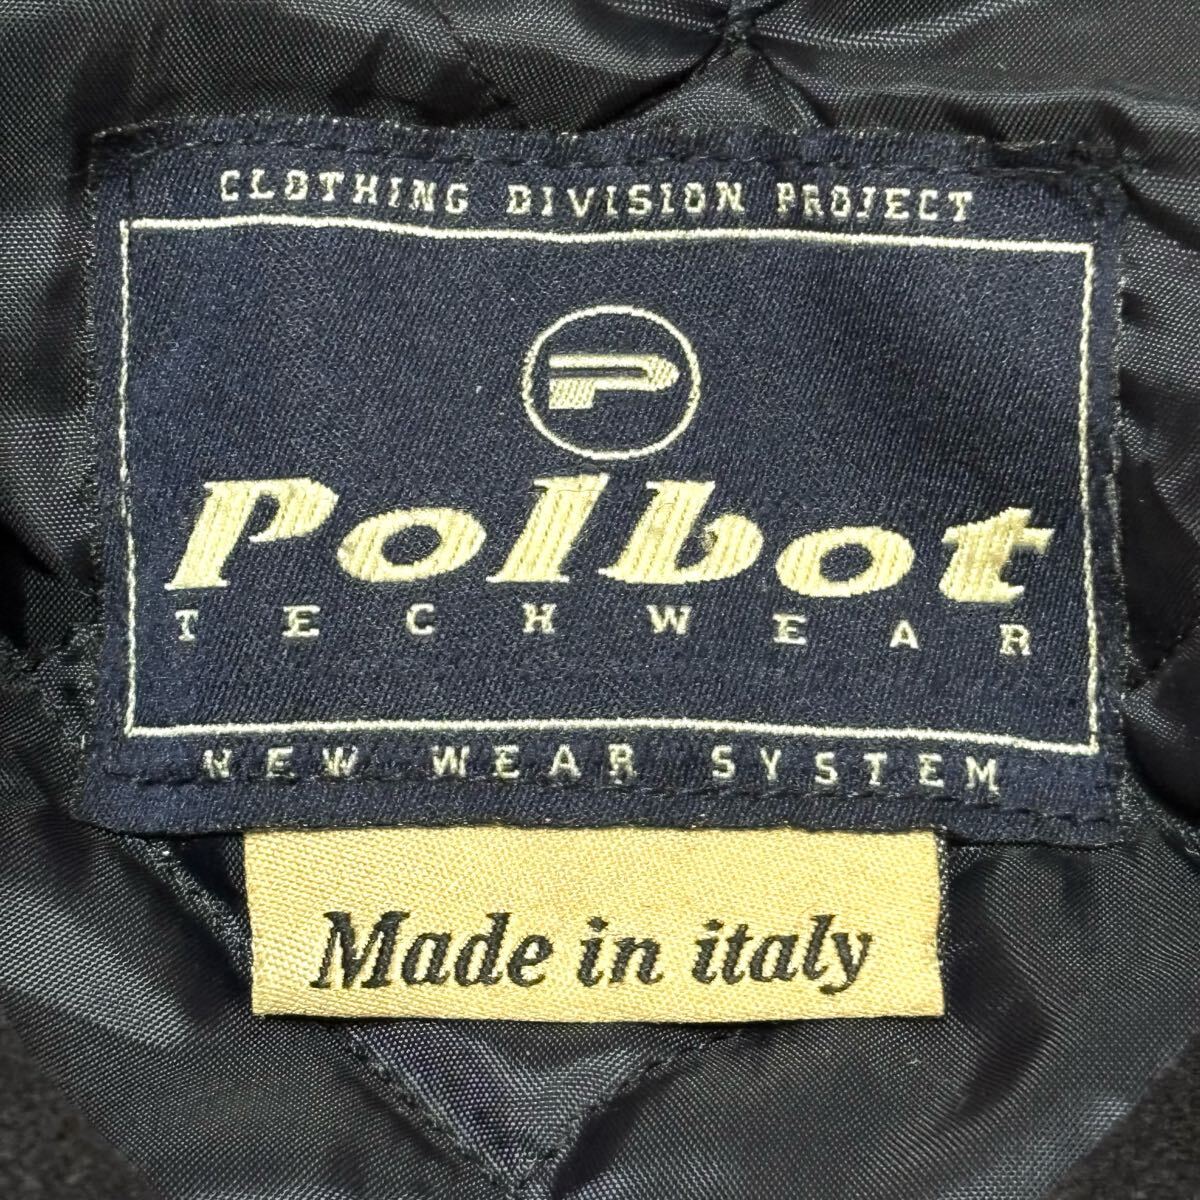 CLOTHING DIVISION PROJECT
P
Polbot
TECHWEAR
NEW WEAR SYSTEM
Made in italy